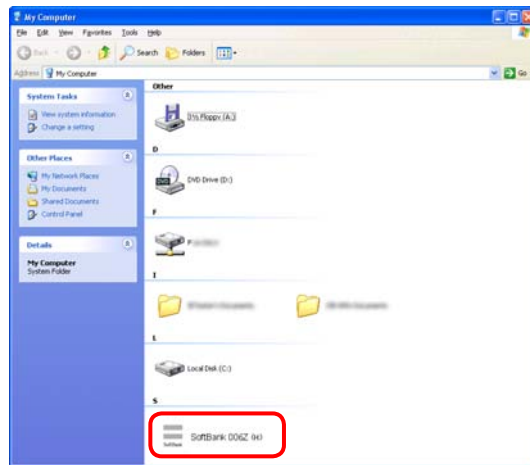 My Computer
File Edit View Favorites Tools Help
Back Search Folders
Address My Computer Go
System Tasks
View system information
Change a setting
Other Places
My Network Places
My Documents
Shared Documents
Control Panel
Details
My Computer
System Folder
Other
3½ Floppy (A:)
D
DVD
DVD Drive (D:)
F
F
I
L
Local Disk (C:)
S
SoftBank
SoftBank 006Z